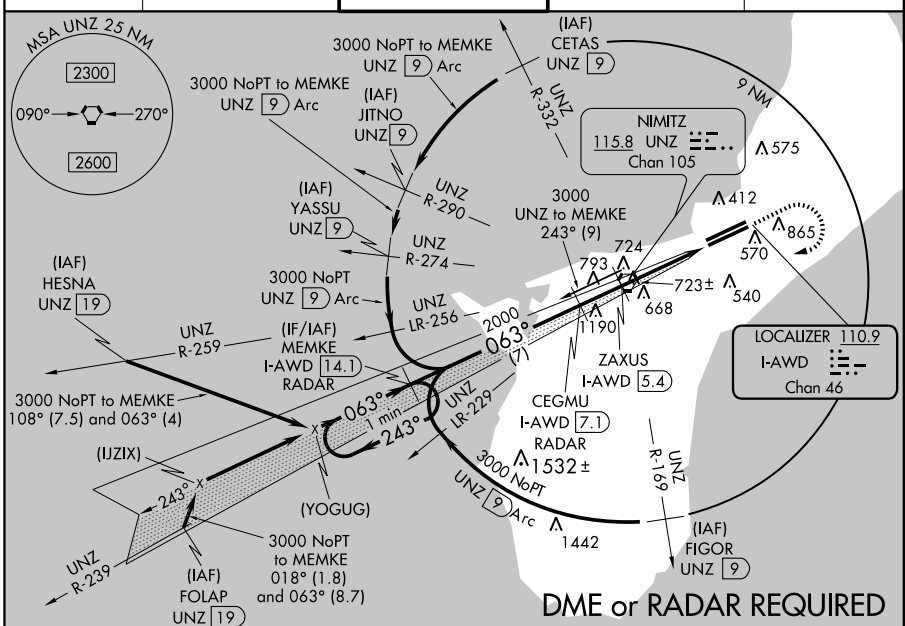 MSA UNZ 25 NM
2300
090°
270°
2600
3000 NoPT to MEMKE
UNZ 9 Arc
3000 NoPT to MEMKE
UNZ 9 Arc
(IAF)
CETAS
UNZ 9
UNZ
R-332
9 NM
(IAF)
JITNO
UNZ 9
UNZ
R-290
NIMITZ
115.8 UNZ
Chan 105
575
412
865
570
(IAF)
YASSU
UNZ 9
UNZ
R-274
3000
UNZ to MEMKE
243° (9)
793
724
723±
668
540
1190
3000 NoPT
UNZ 9 Arc
UNZ
LR-256
2000
063°
(7)
(IAF)
HESNA
UNZ 19
UNZ
R-259
(IF/IAF)
MEMKE
I-AWD 14.1
RADAR
ZAXUS
I-AWD 5.4
LOCALIZER 110.9
I-AWD
Chan 46
3000 NoPT to MEMKE
108° (7.5) and 063° (4)
063°
1 min
243°
UNZ
LR-229
CEGMU
I-AWD 7.1
RADAR
1532±
UNZ
R-169
(IJZIX)
243°
(YOGUG)
3000 NoPT
UNZ 9 Arc
1442
UNZ
R-239
(IAF)
FOLAP
UNZ 19
3000 NoPT
to MEMKE
018° (1.8)
and 063° (8.7)
(IAF)
FIGOR
UNZ 9
DME or RADAR REQUIRED